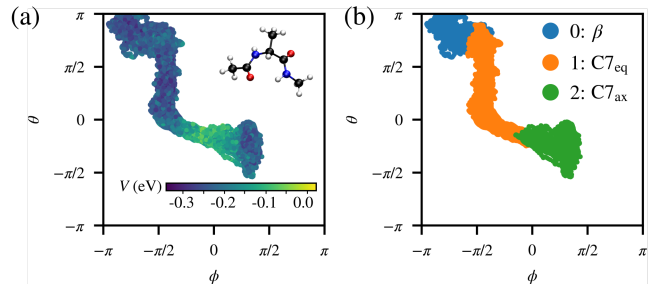 (a)
π
π/2
0
−π/2
−π
θ
V (eV)
-0.3 -0.2 -0.1 0.0
−π −π/2 0 π/2 π
ϕ
(b)
π
π/2
0
−π/2
−π
θ
0: β
1: C7eq
2: C7ax
−π −π/2 0 π/2 π
ϕ